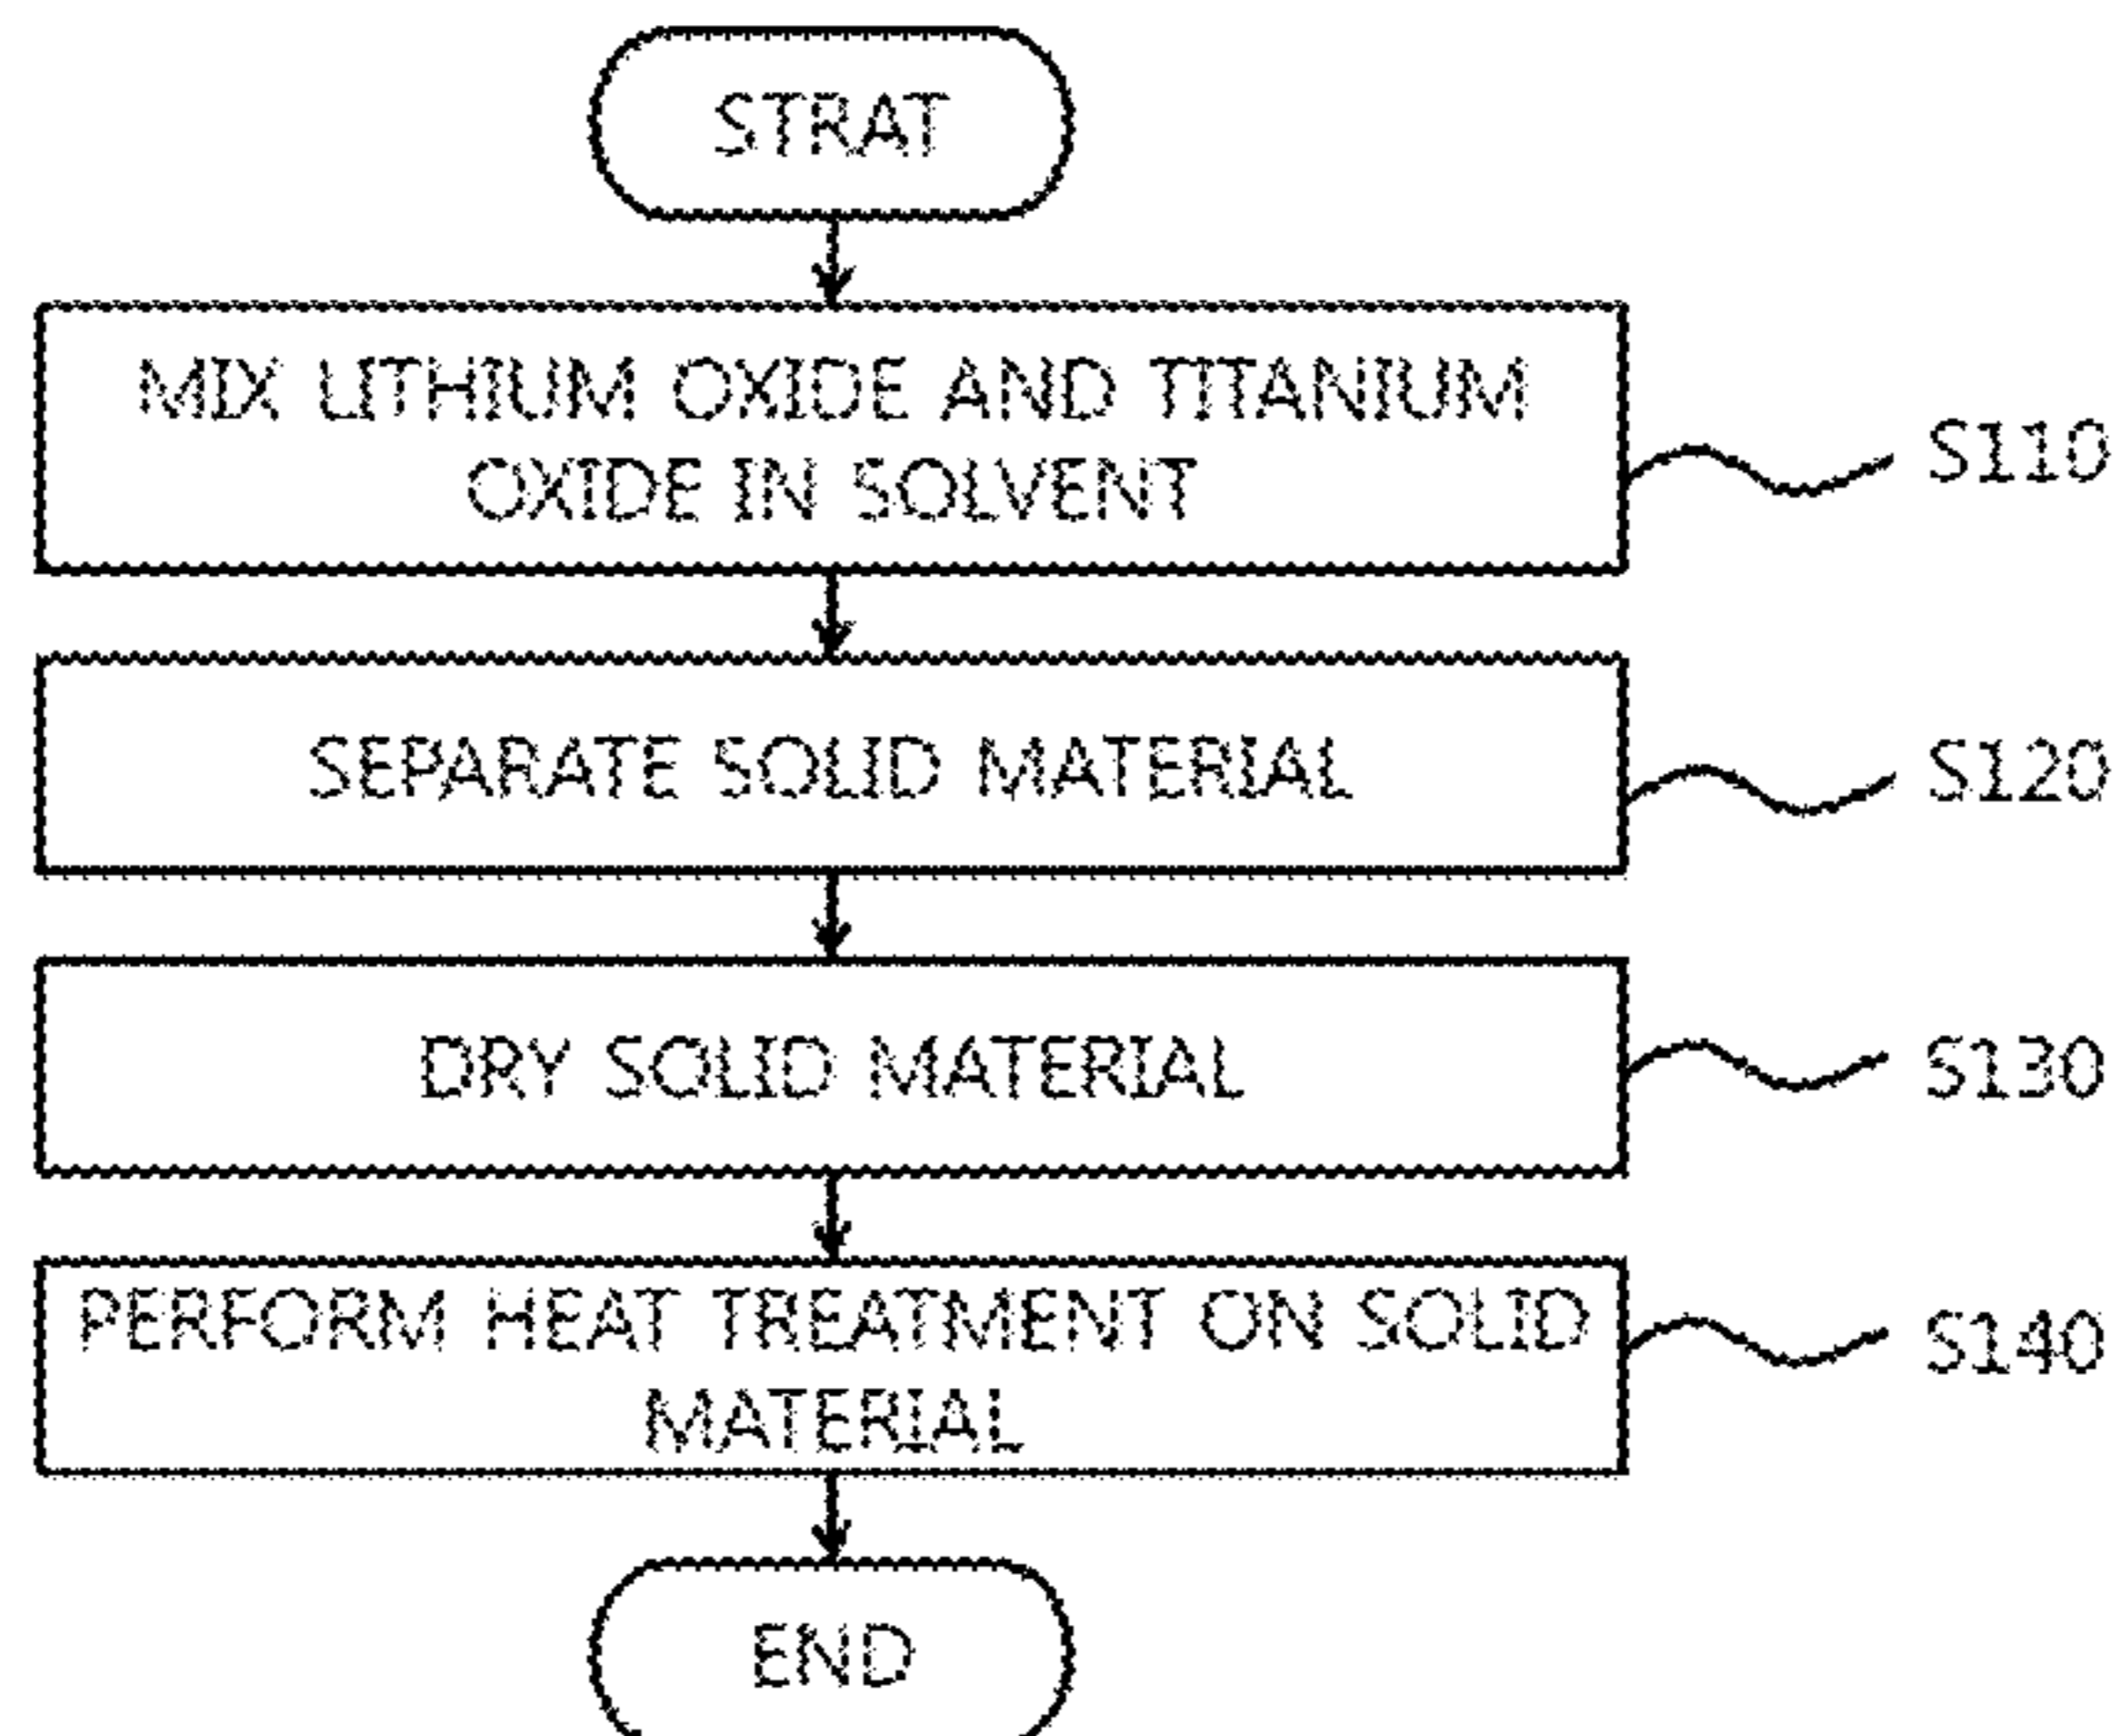 STRAT
MIX LITHIUM OXIDE AND TITANIUM
OXIDE IN SOLVENT
S110
SEPARATE SOLID MATERIAL
S120
DRY SOLID MATERIAL
S130
PERFORM HEAT TREATMENT ON SOLID
MATERIAL
S140
END